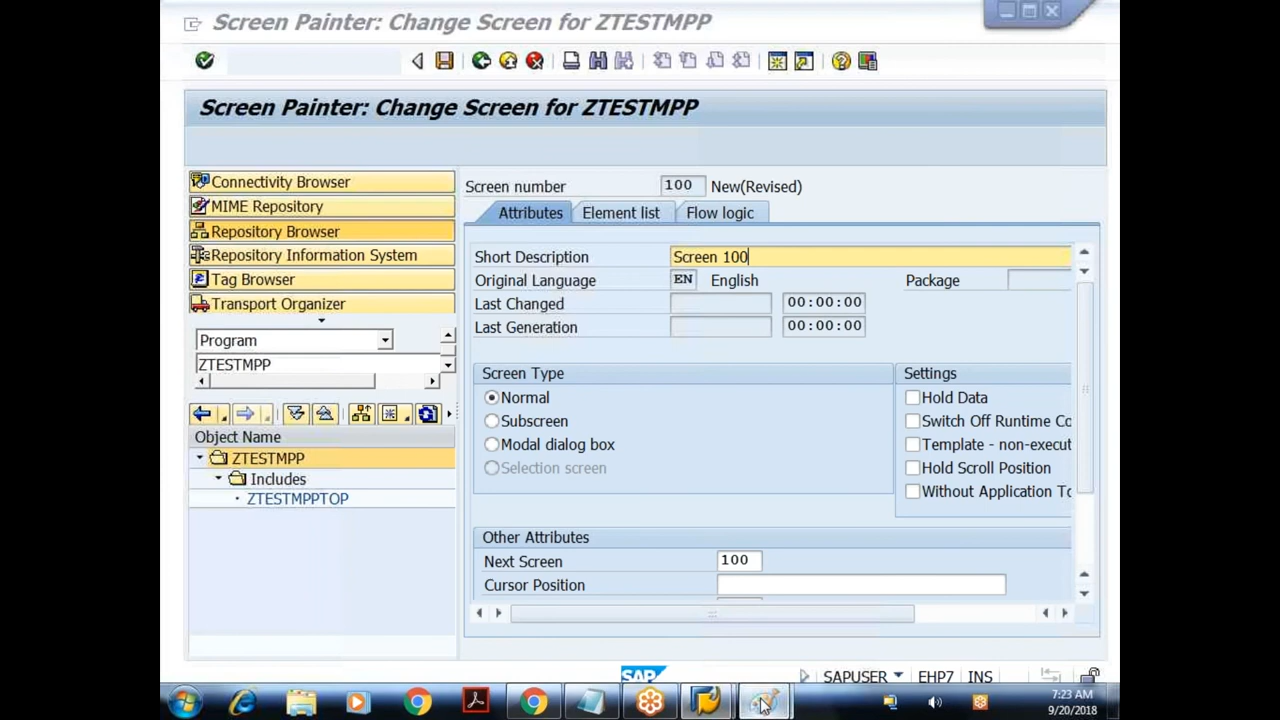 Screen Painter: Change Screen for ZTESTMPP
Screen Painter: Change Screen for ZTESTMPP
Connectivity Browser
MIME Repository
Repository Browser
Repository Information System
Tag Browser
Transport Organizer
Program
ZTESTMPP
Object Name
ZTESTMPP
Includes
ZTESTMPPTOP
Screen number 100 New(Revised)
Attributes Element list Flow logic
Short Description Screen 100
Original Language EN English Package
Last Changed 00:00:00
Last Generation 00:00:00
Screen Type
Normal
Subscreen
Modal dialog box
Selection screen
Settings
Hold Data
Switch Off Runtime Co
Template - non-execut
Hold Scroll Position
Without Application To
Other Attributes
Next Screen 100
Cursor Position
SAP
SAPUSER EHP7 INS
7:23 AM
9/20/2018